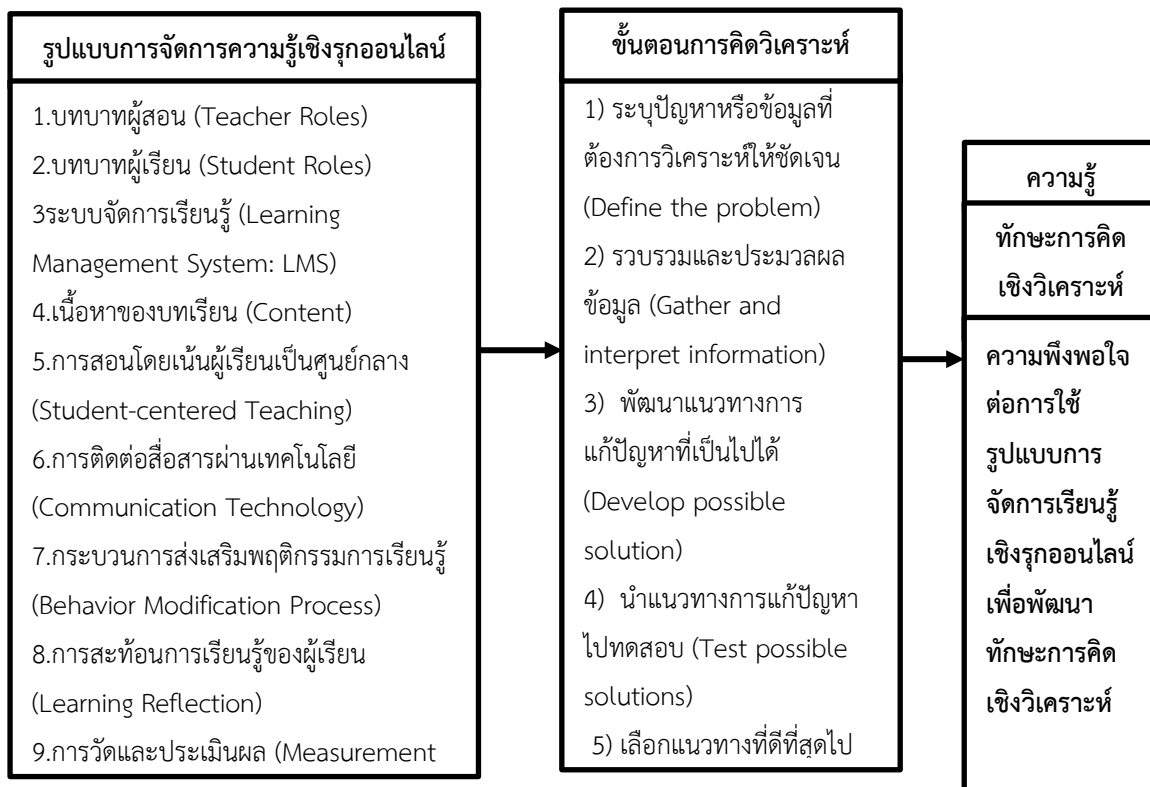 รูปแบบการจัดการความรู้เชิงรุกออนไลน์
1.บทบาทผู้สอน (Teacher Roles)
2.บทบาทผู้เรียน (Student Roles)
3ระบบจัดการเรียนรู้ (Learning
Management System: LMS)
4.เนื้อหาของบทเรียน (Content)
5.การสอนโดยเน้นผู้เรียนเป็นศูนย์กลาง
(Student-centered Teaching)
6.การติดต่อสื่อสารผ่านเทคโนโลยี
(Communication Technology)
7.กระบวนการส่งเสริมพฤติกรรมการเรียนรู้
(Behavior Modification Process)
8.การสะท้อนการเรียนรู้ของผู้เรียน
(Learning Reflection)
9.การวัดและประเมินผล (Measurement
ขั้นตอนการคิดวิเคราะห์
1) ระบุปัญหาหรือข้อมูลที่
ต้องการวิเคราะห์ให้ชัดเจน
(Define the problem)
2) รวบรวมและประมวลผล
ข้อมูล (Gather and
interpret information)
3) พัฒนาแนวทางการ
แก้ปัญหาที่เป็นไปได้
(Develop possible
solution)
4) นำแนวทางการแก้ปัญหา
ไปทดสอบ (Test possible
solutions)
5) เลือกแนวทางที่ดีที่สุดไป
ความรู้
ทักษะการคิด
เชิงวิเคราะห์
ความพึงพอใจ
ต่อการใช้
รูปแบบการ
จัดการเรียนรู้
เชิงรุกออนไลน์
เพื่อพัฒนา
ทักษะการคิด
เชิงวิเคราะห์